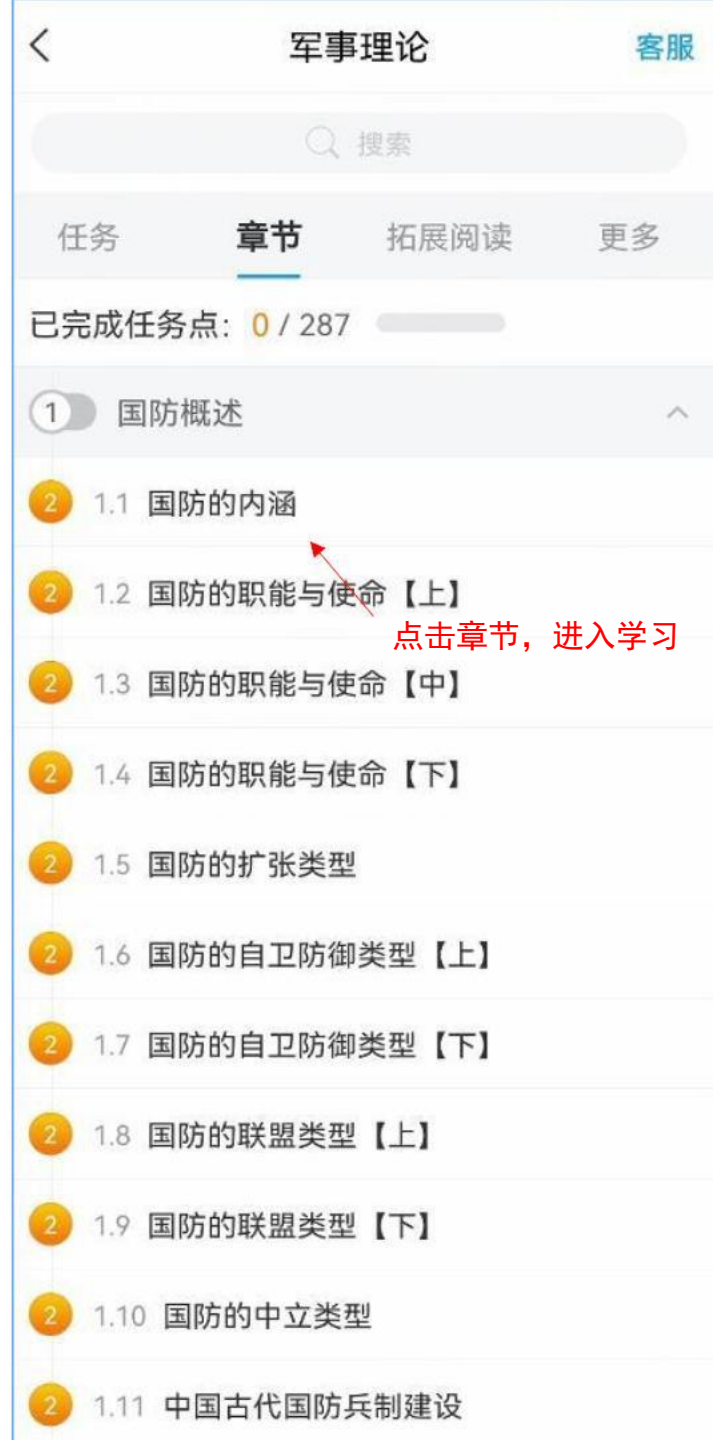 军事理论 客服
搜索
任务 章节 拓展阅读 更多
已完成任务点：0 / 287
1 国防概述
2 1.1 国防的内涵
2 1.2 国防的职能与使命【上】
点击章节，进入学习
2 1.3 国防的职能与使命【中】
2 1.4 国防的职能与使命【下】
2 1.5 国防的扩张类型
2 1.6 国防的自卫防御类型【上】
2 1.7 国防的自卫防御类型【下】
2 1.8 国防的联盟类型【上】
2 1.9 国防的联盟类型【下】
2 1.10 国防的中立类型
2 1.11 中国古代国防兵制建设